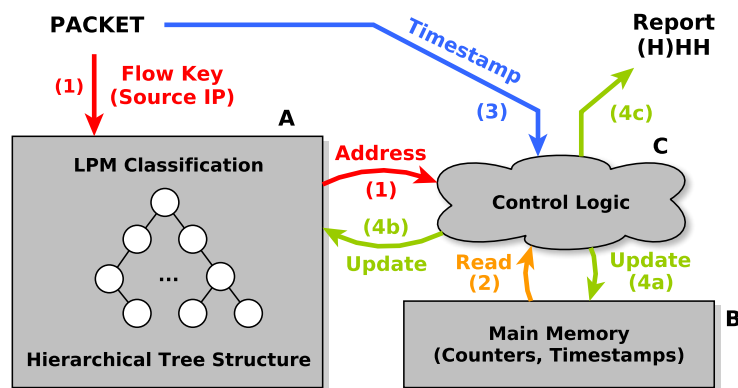 PACKET
Report
(H)HH
(1)
Flow Key
(Source IP)
Timestamp
(3)
(4c)
A
C
LPM Classification
Address
(1)
Control Logic
(4b)
Update
...
Read
(2)
Update
(4a)
B
Main Memory
(Counters, Timestamps)
Hierarchical Tree Structure